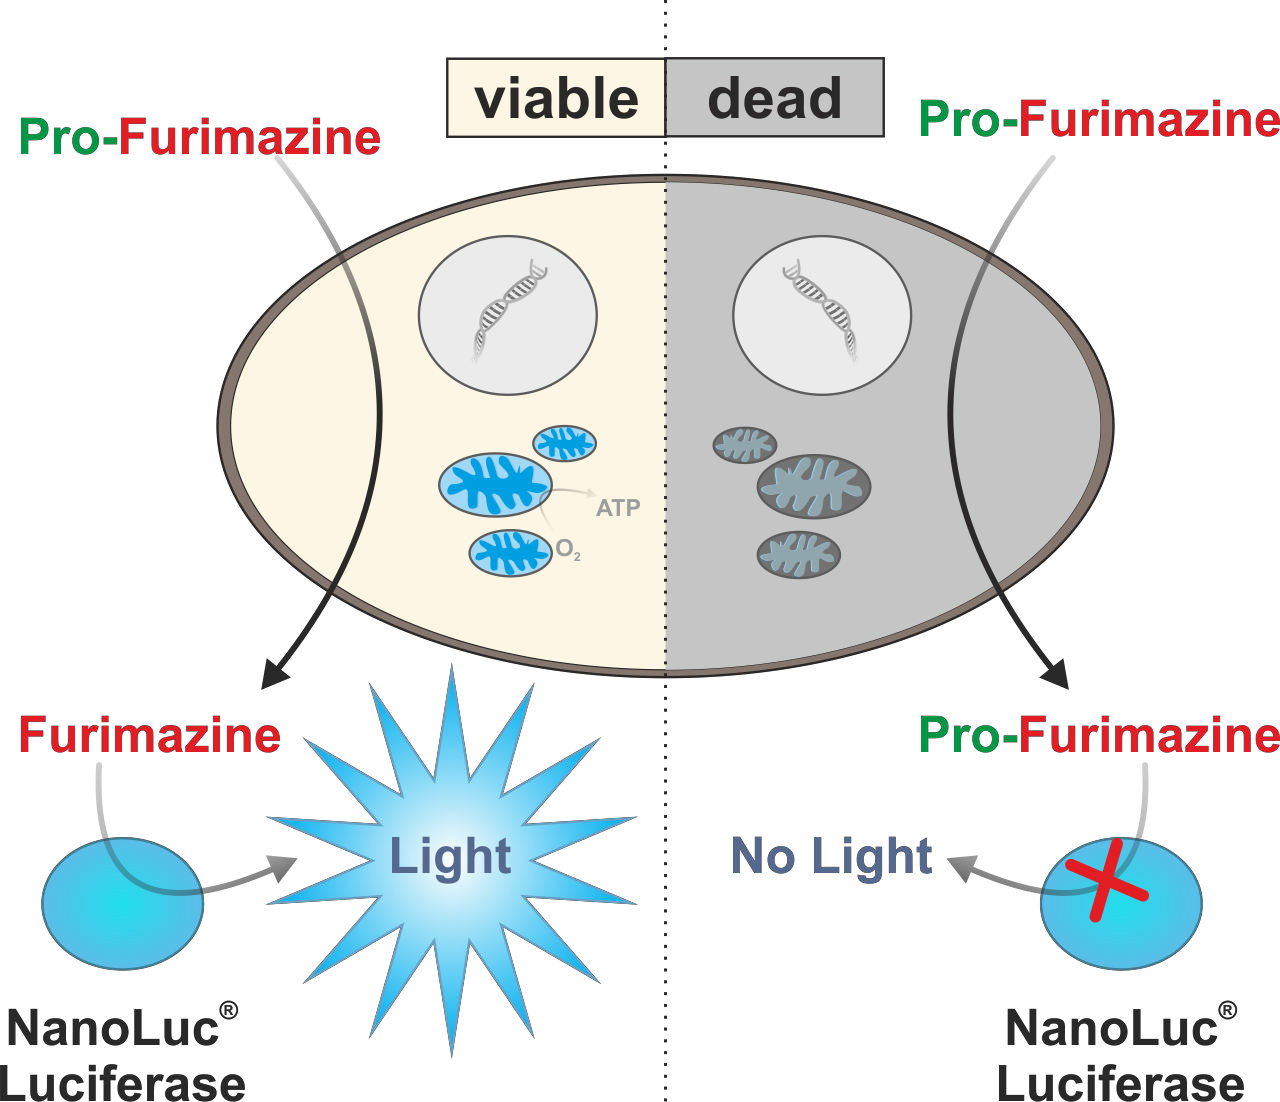 viable
dead
Pro-Furimazine
Pro-Furimazine
ATP
O2
Furimazine
Pro-Furimazine
Light
No Light
NanoLuc®
Luciferase
NanoLuc®
Luciferase